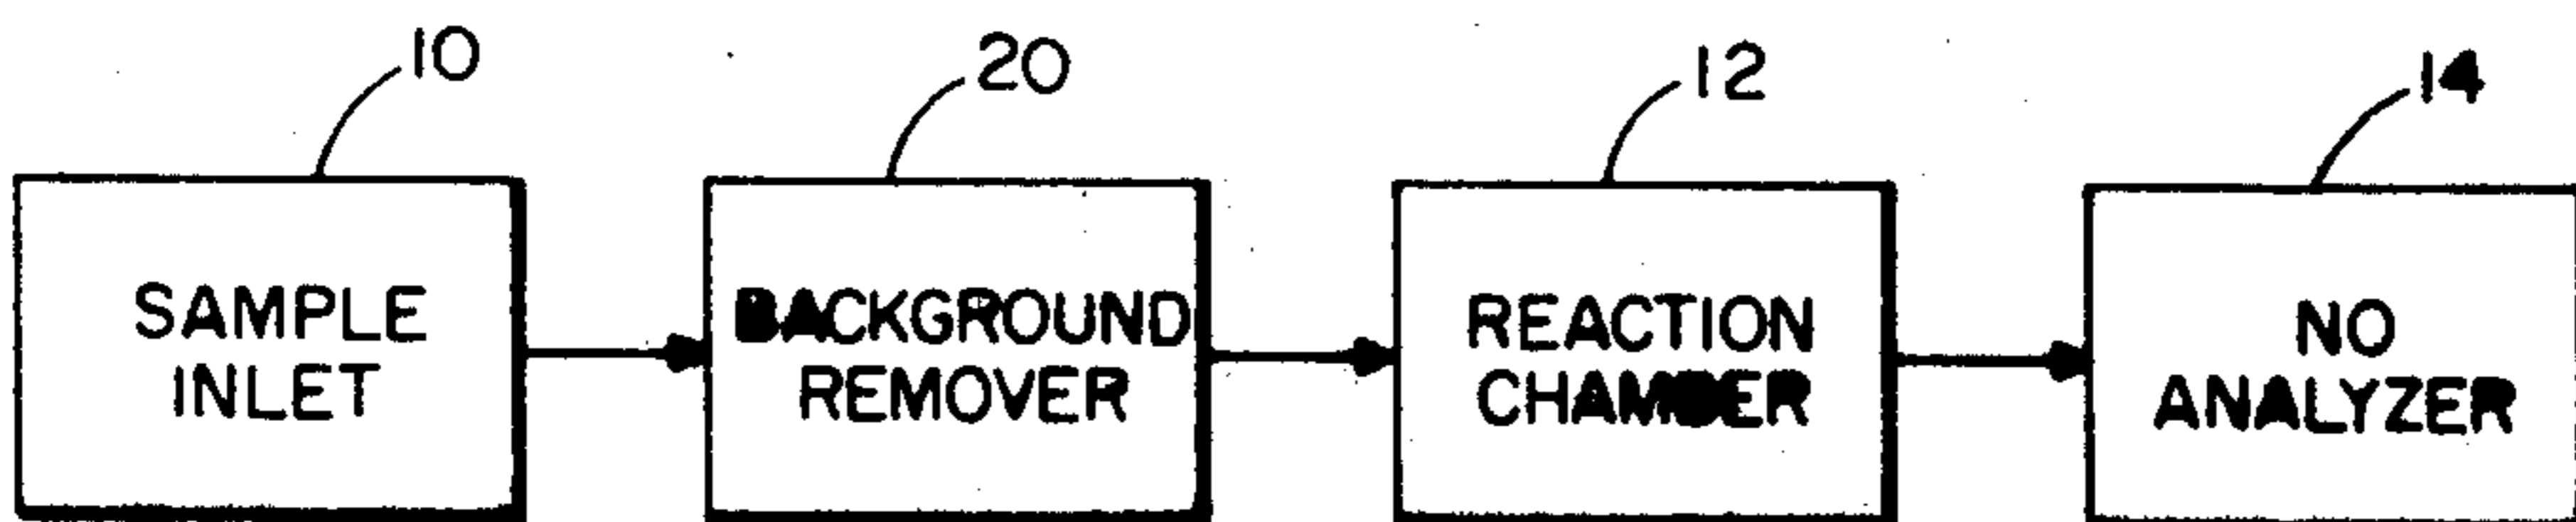 10
20
12
14
SAMPLE
INLET
BACKGROUND
REMOVER
REACTION
CHAMBER
NO
ANALYZER